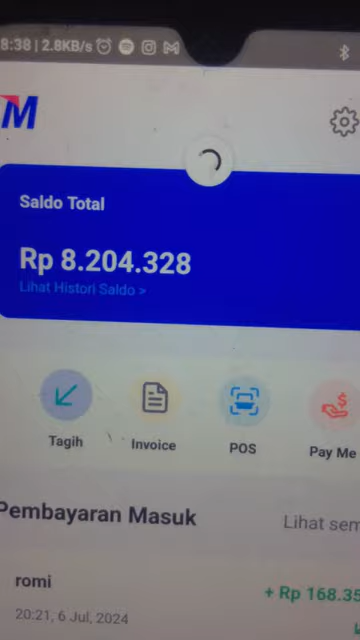 8:38 | 2.8KB/s
M
Saldo Total
Rp 8.204.328
Lihat Histori Saldo >
Tagih
Invoice
POS
Pay Me
Pembayaran Masuk
Lihat sem
romi
+ Rp 168.35
20:21, 6 Jul, 2024